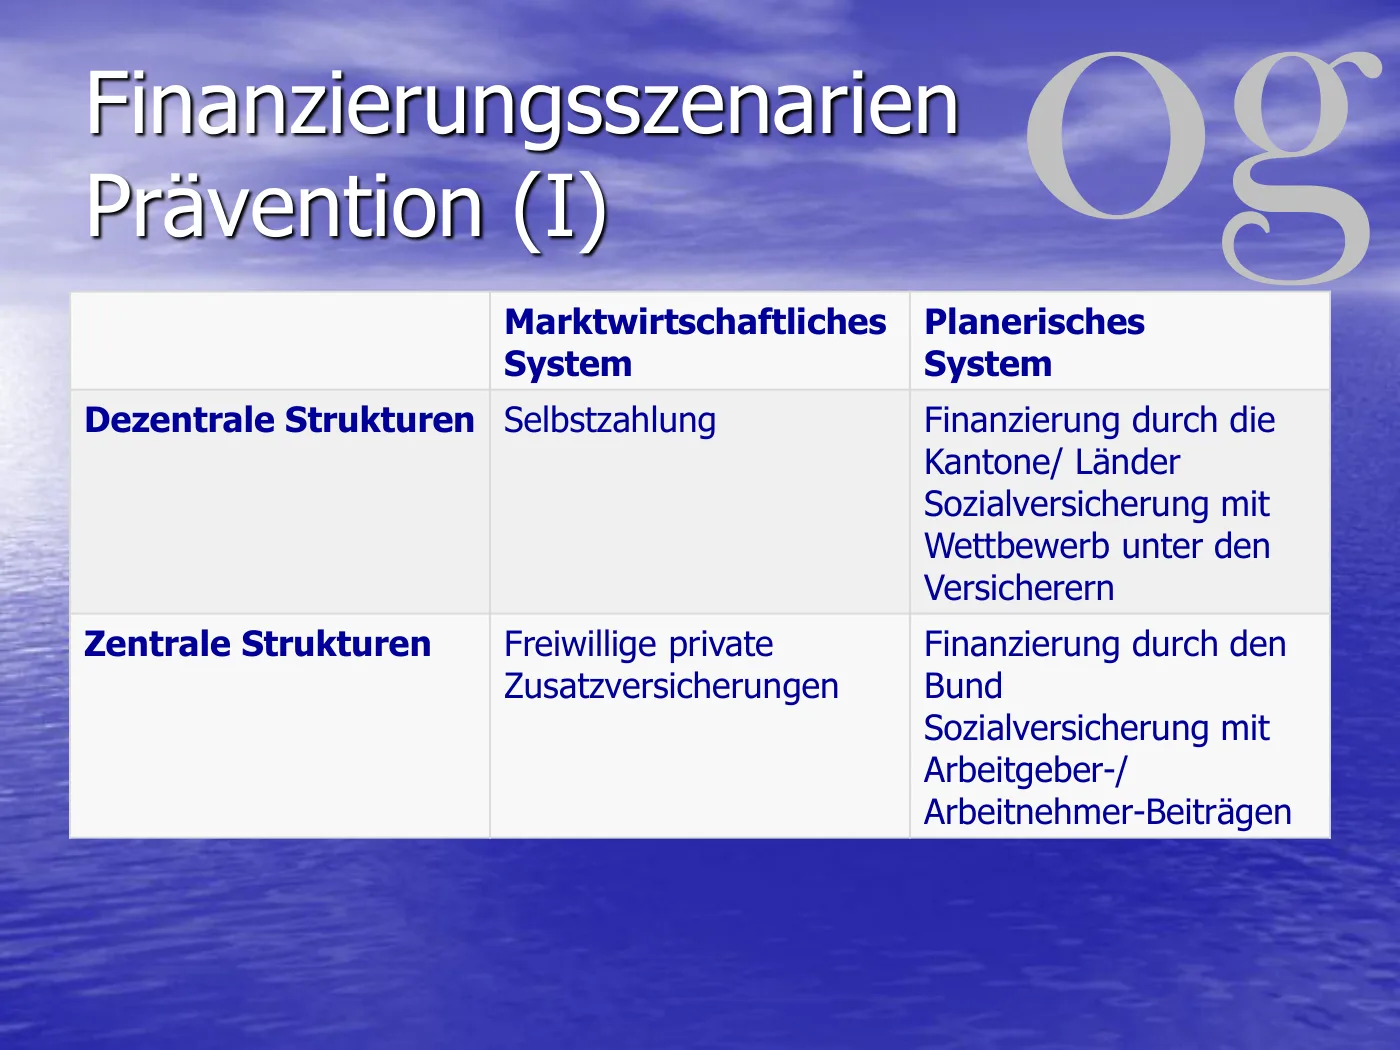 Finanzierungsszenarien
Prävention (I)
og
Marktwirtschaftliches
System
Planerisches
System
Dezentrale Strukturen
Selbstzahlung
Finanzierung durch die
Kantone/ Länder
Sozialversicherung mit
Wettbewerb unter den
Versicherern
Zentrale Strukturen
Freiwillige private
Zusatzversicherungen
Finanzierung durch den
Bund
Sozialversicherung mit
Arbeitgeber-/
Arbeitnehmer-Beiträgen